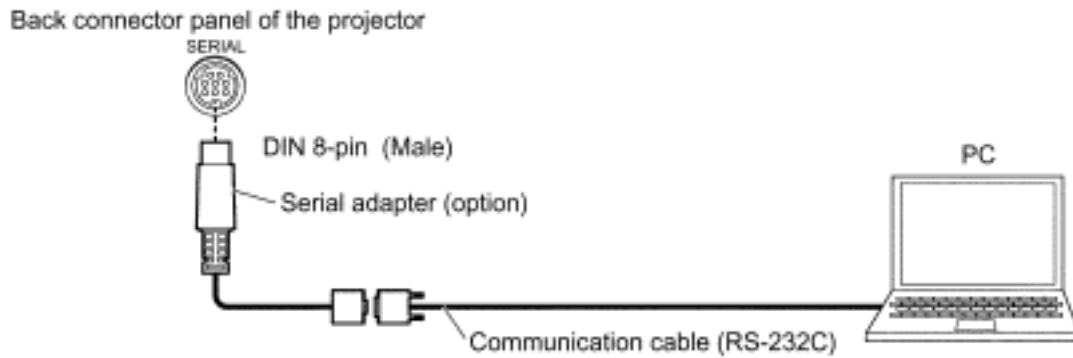 Back connector panel of the projector
SERIAL
DIN 8-pin (Male)
PC
Serial adapter (option)
Communication cable (RS-232C)